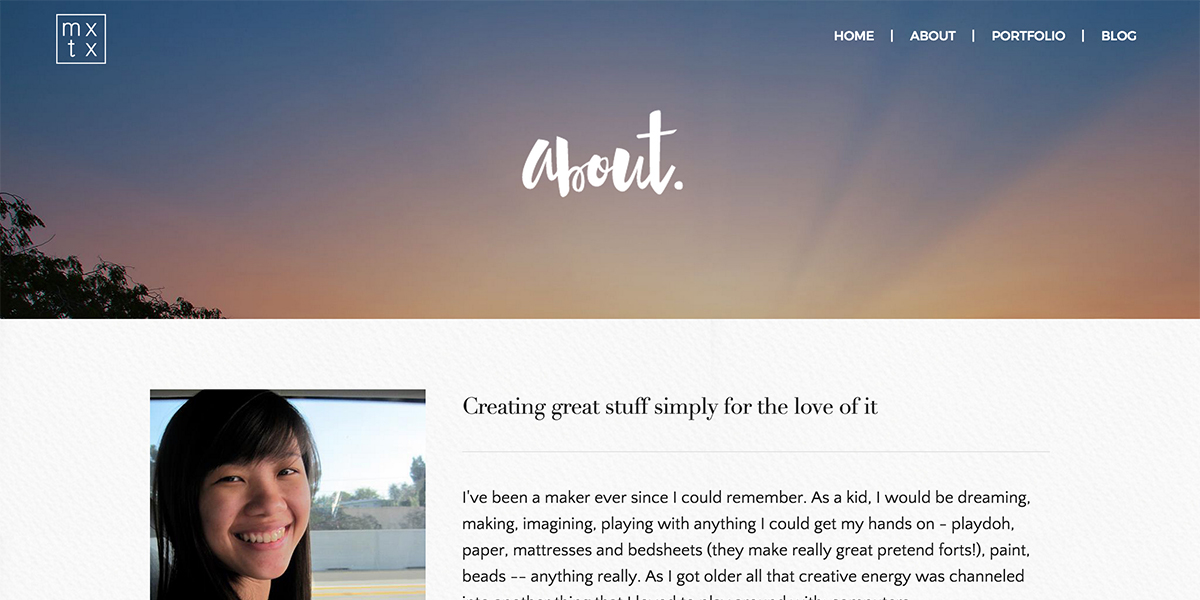 mx
tx
HOME | ABOUT | PORTFOLIO | BLOG
about.
Creating great stuff simply for the love of it
I've been a maker ever since I could remember. As a kid, I would be dreaming,
making, imagining, playing with anything I could get my hands on - playdoh,
paper, mattresses and bedsheets (they make really great pretend forts!), paint,
beads -- anything really. As I got older all that creative energy was channeled